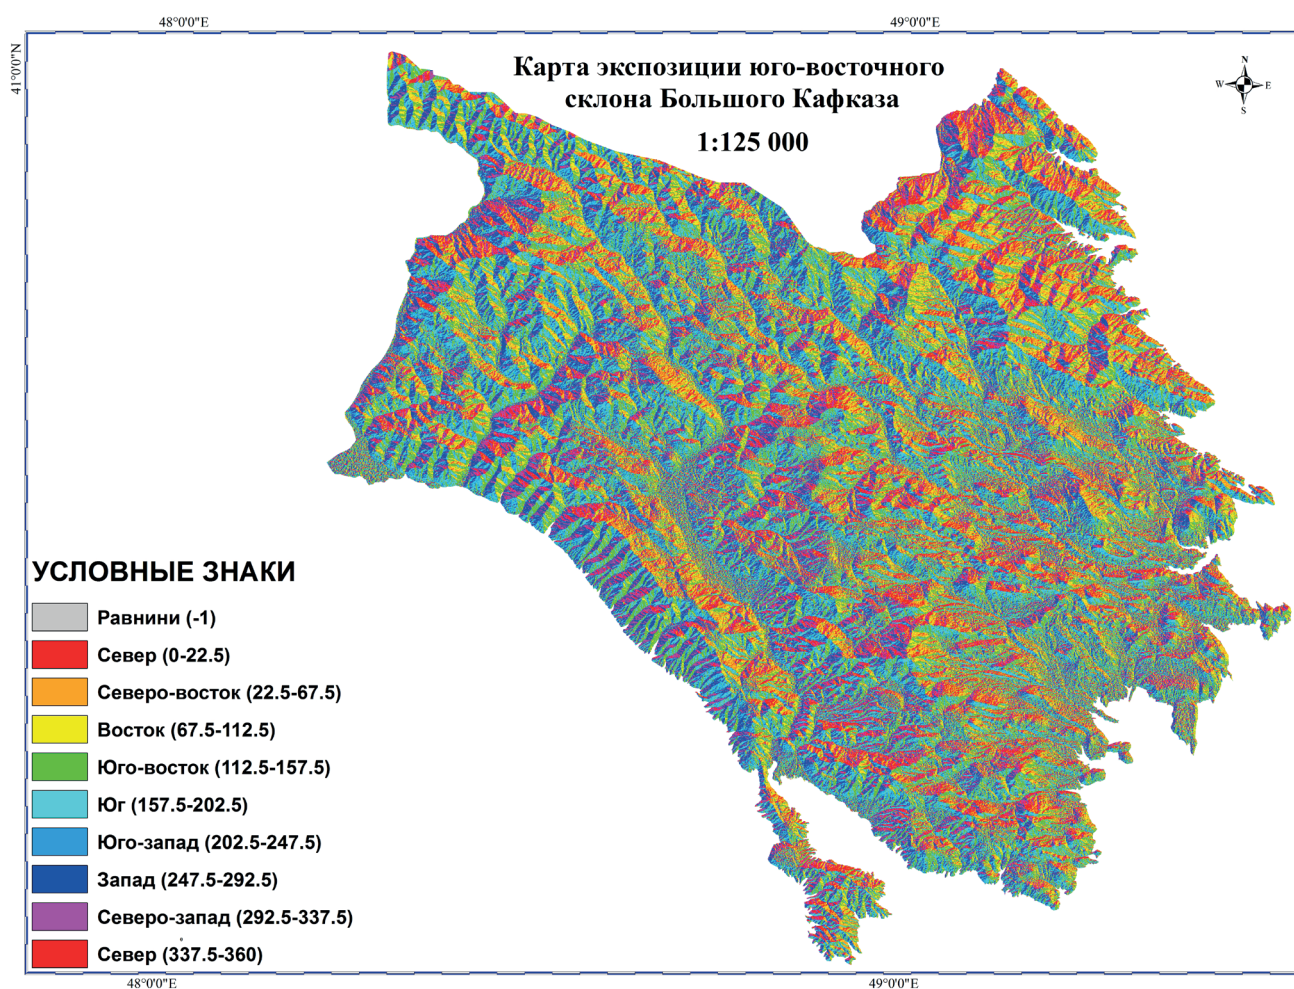 48°0'0"E
49°0'0"E
41°0'0"N
Карта экспозиции юго-восточного
склона Большого Кафказа
1:125 000
N
W
E
S
УСЛОВНЫЕ ЗНАКИ
Равнини (-1)
Север (0-22.5)
Северо-восток (22.5-67.5)
Восток (67.5-112.5)
Юго-восток (112.5-157.5)
Юг (157.5-202.5)
Юго-запад (202.5-247.5)
Запад (247.5-292.5)
Северо-запад (292.5-337.5)
Север (337.5-360)
48°0'0"E
49°0'0"E